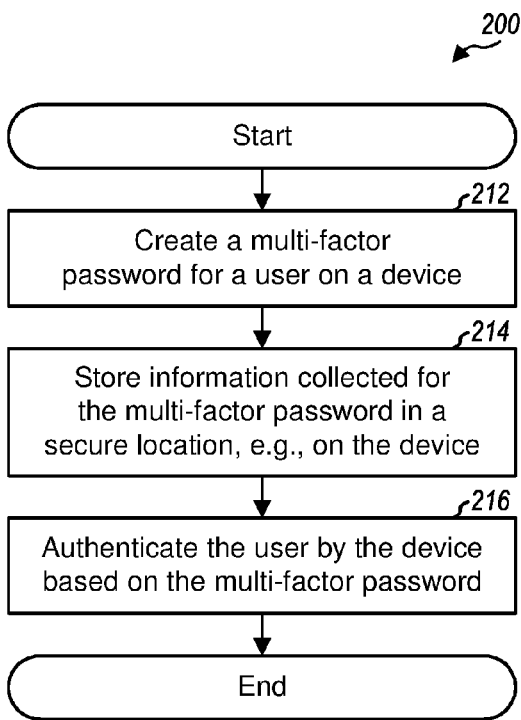 200
Start
212
Create a multi-factor
password for a user on a device
214
Store information collected for
the multi-factor password in a
secure location, e.g., on the device
216
Authenticate the user by the device
based on the multi-factor password
End